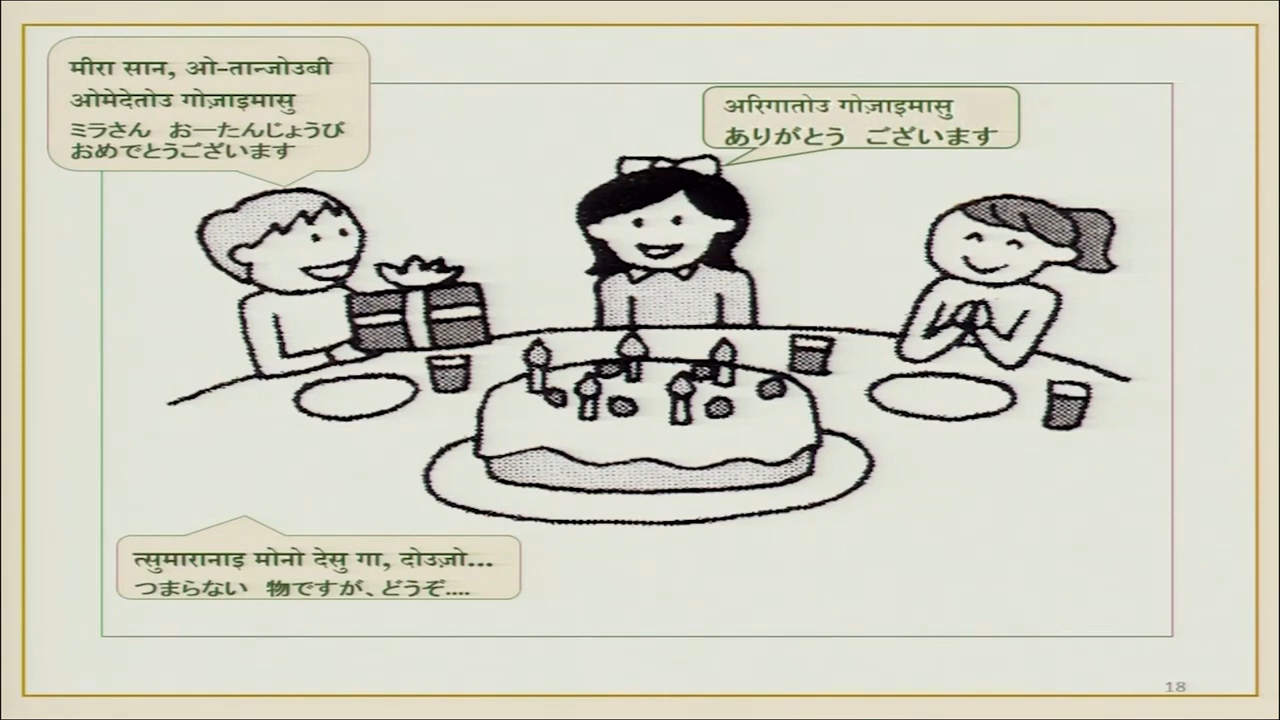 मीरा सान, ओ-तान्जोउबी
ओमेदेतोउ गोज़ाइमासु
ミラさん　おーたんじょうび
おめでとうございます
अरिगातोउ गोज़ाइमासु
ありがとう　ございます
त्सुमारानाइ मोनो देसु गा, दोउज़ो...
つまらない　物ですが、どうぞ....
18